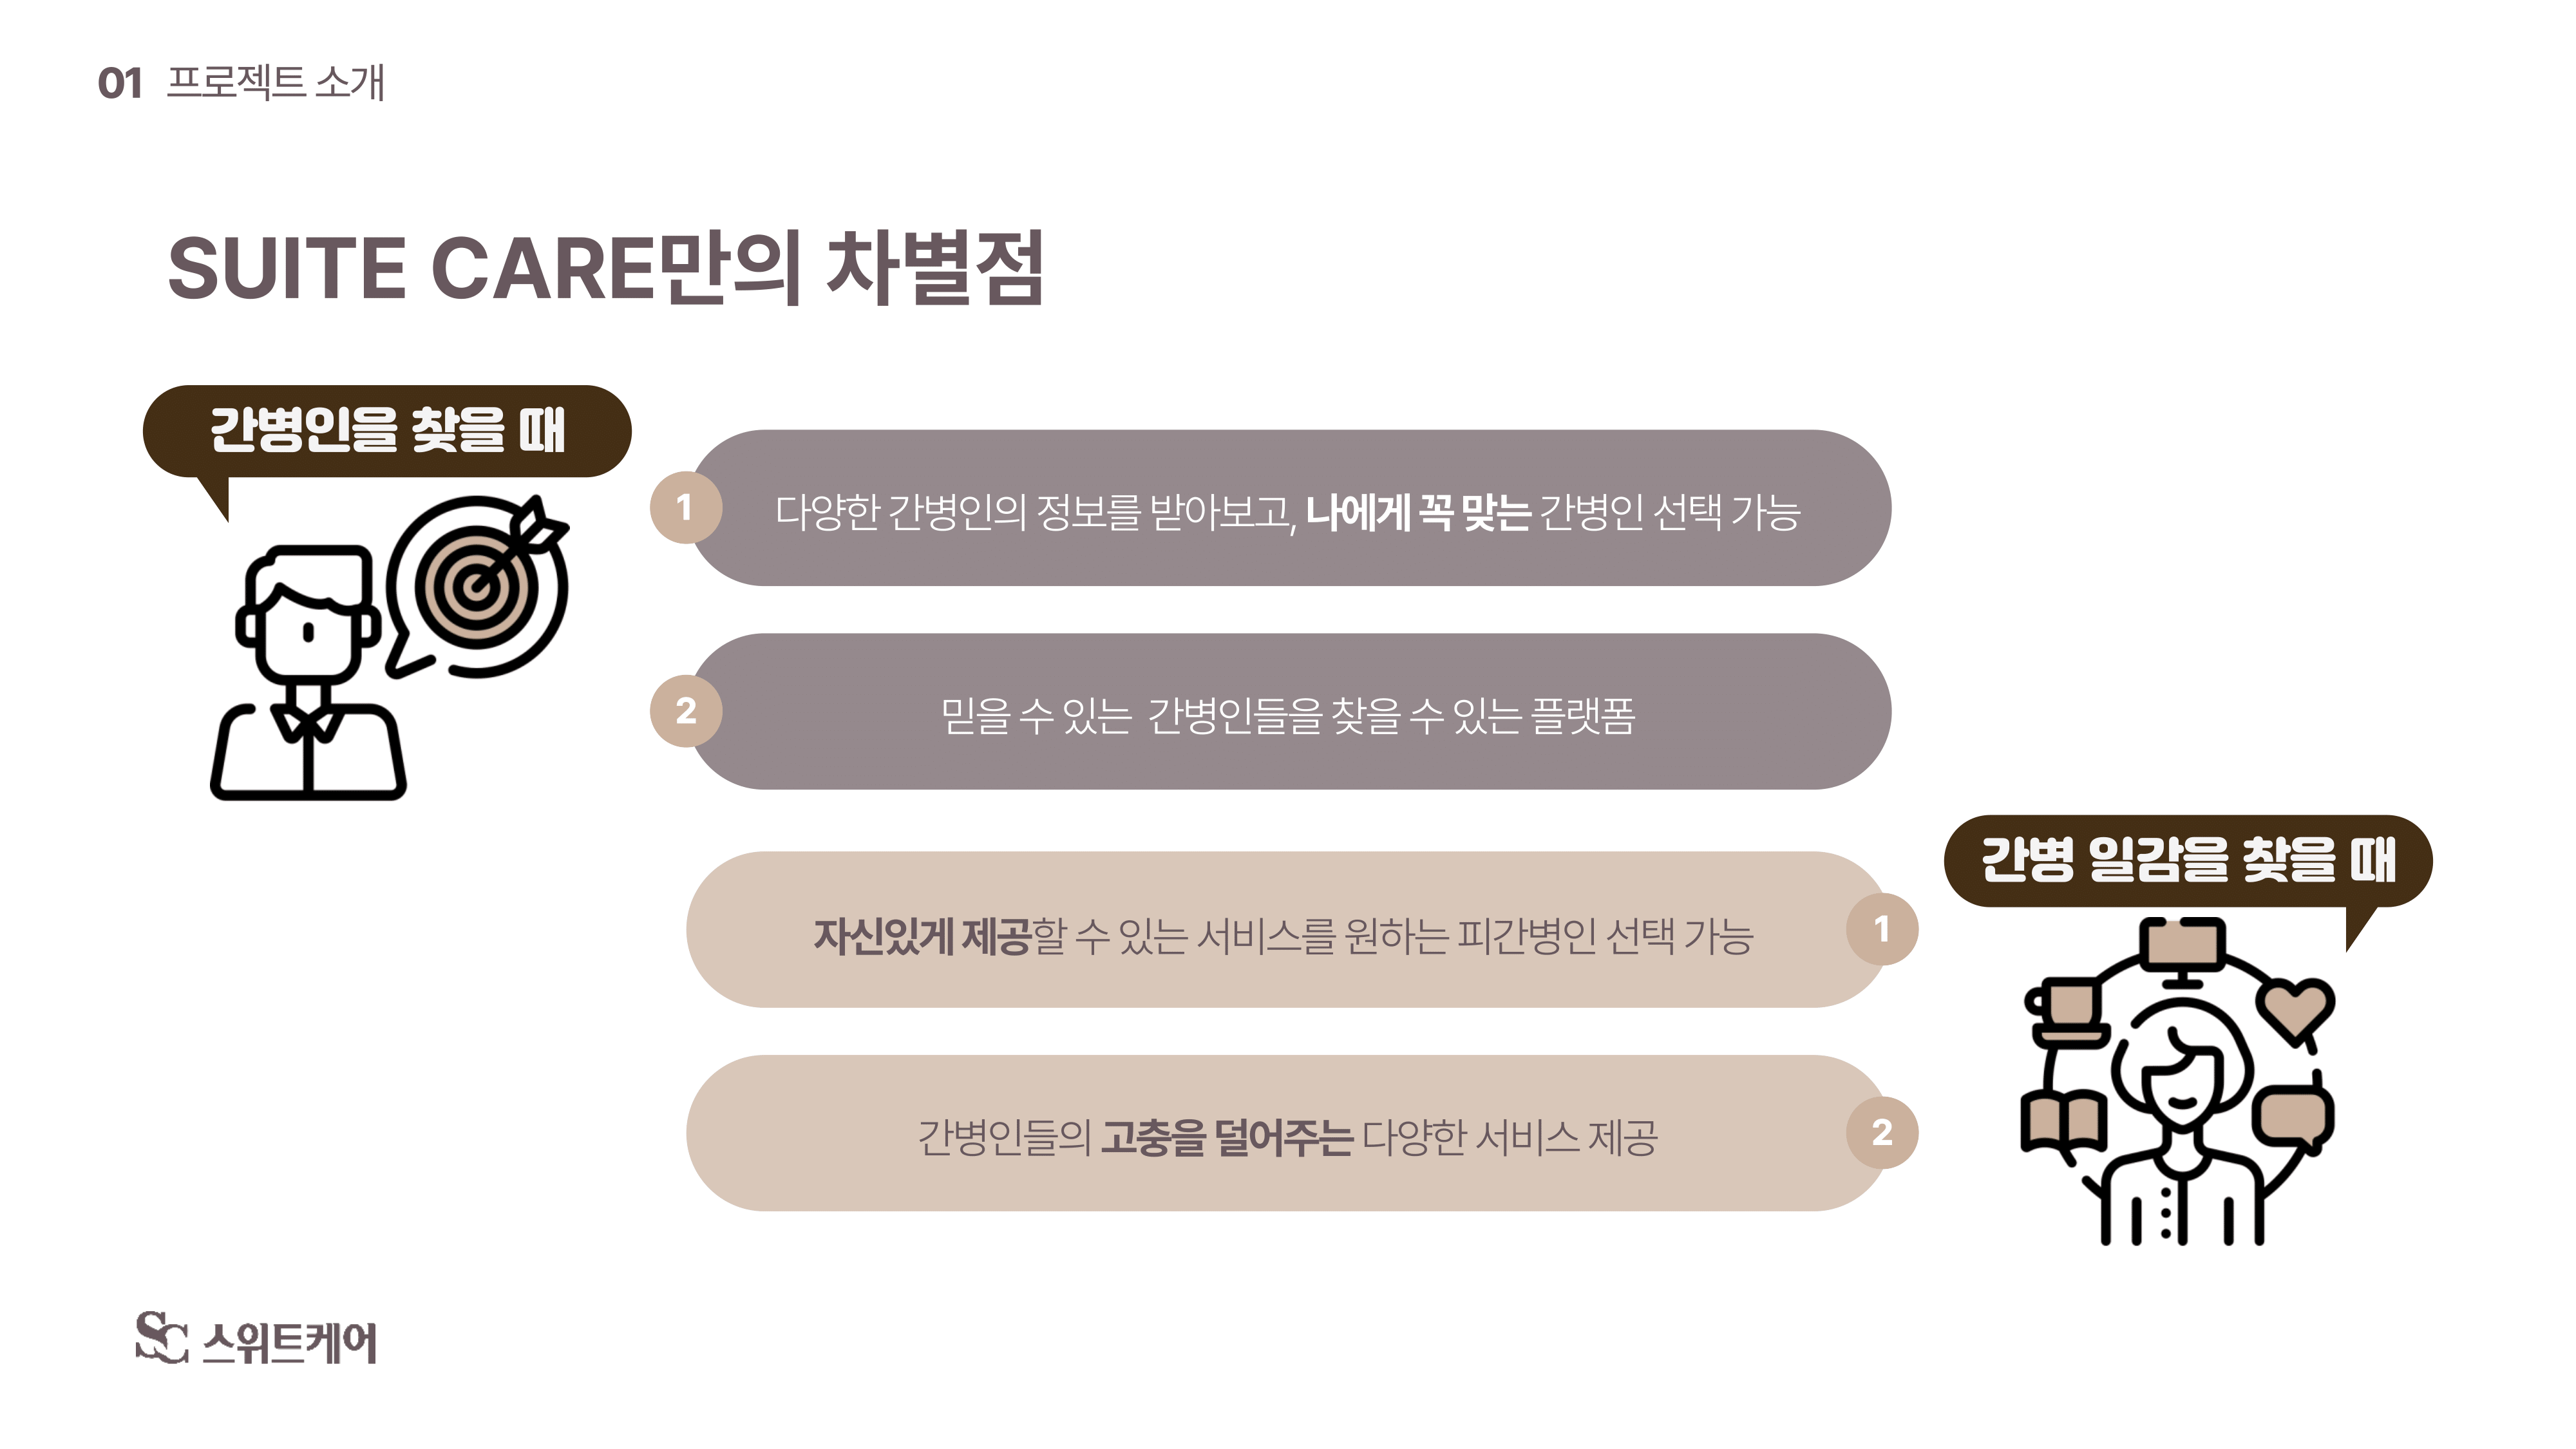 01 프로젝트 소개
SUITE CARE만의 차별점
간병인을 찾을 때
1 다양한 간병인의 정보를 받아보고, 나에게 꼭 맞는 간병인 선택 가능
2 믿을 수 있는 간병인들을 찾을 수 있는 플랫폼
간병 일감을 찾을 때
자신있게 제공할 수 있는 서비스를 원하는 피간병인 선택 가능 1
간병인들의 고충을 덜어주는 다양한 서비스 제공 2
SC 스위트케어